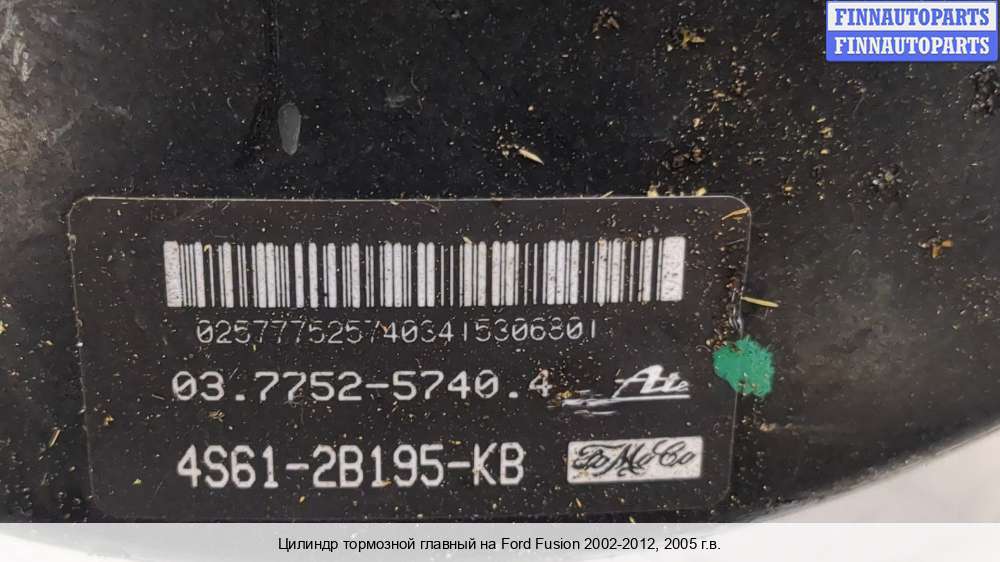 FINNAUTOPARTS
FINNAUTOPARTS
0257775257403415306801
03.7752-5740.4 Ate
4S61-2B195-KB FoMoCo
Цилиндр тормозной главный на Ford Fusion 2002-2012, 2005 г.в.